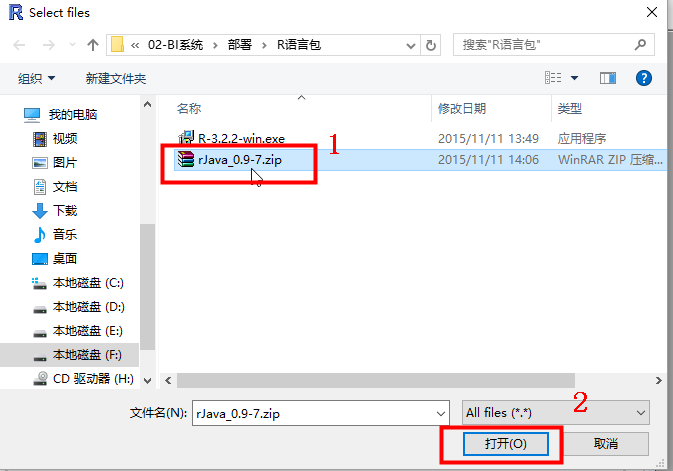 Select files
« 02-BI系统 › 部署 › R语言包
搜索"R语言包"
组织 新建文件夹
我的电脑
视频
图片
文档
下载
音乐
桌面
本地磁盘 (C:)
本地磁盘 (D:)
本地磁盘 (E:)
本地磁盘 (F:)
CD 驱动器 (H:)
名称 修改日期 类型
R-3.2.2-win.exe 2015/11/11 13:49 应用程序
rJava_0.9-7.zip 2015/11/11 14:06 WinRAR ZIP 压缩...
1
文件名(N): rJava_0.9-7.zip All files (*.*)
2
打开(O) 取消